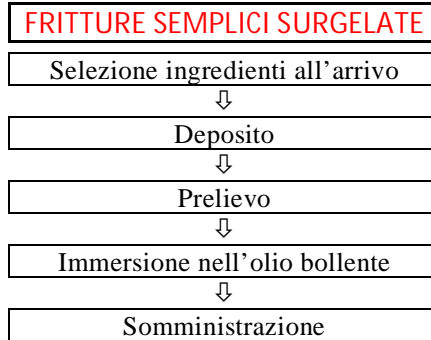 FRITTURE SEMPLICI SURGELATE
Selezione ingredienti all'arrivo
⇩
Deposito
⇩
Prelievo
⇩
Immersione nell'olio bollente
⇩
Somministrazione